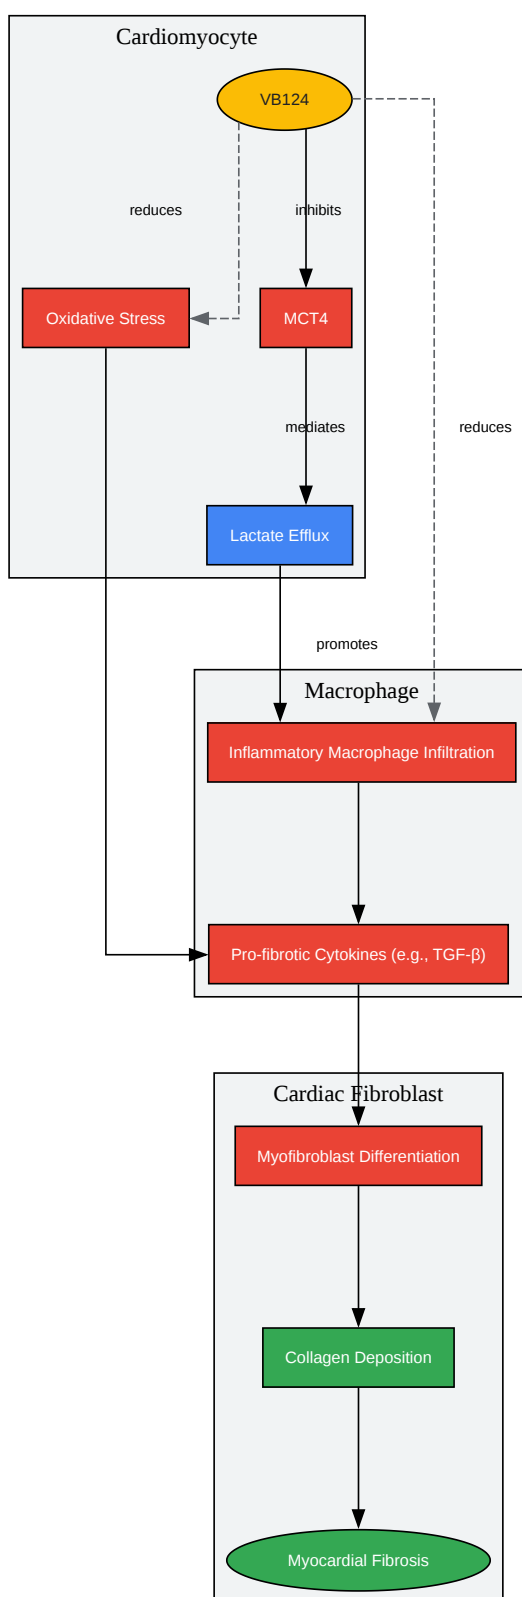 Cardiomyocyte
VB124
reduces
inhibits
Oxidative Stress
MCT4
mediates
reduces
Lactate Efflux
promotes
Macrophage
Inflammatory Macrophage Infiltration
Pro-fibrotic Cytokines (e.g., TGF-β)
Cardiac Fibroblast
Myofibroblast Differentiation
Collagen Deposition
Myocardial Fibrosis